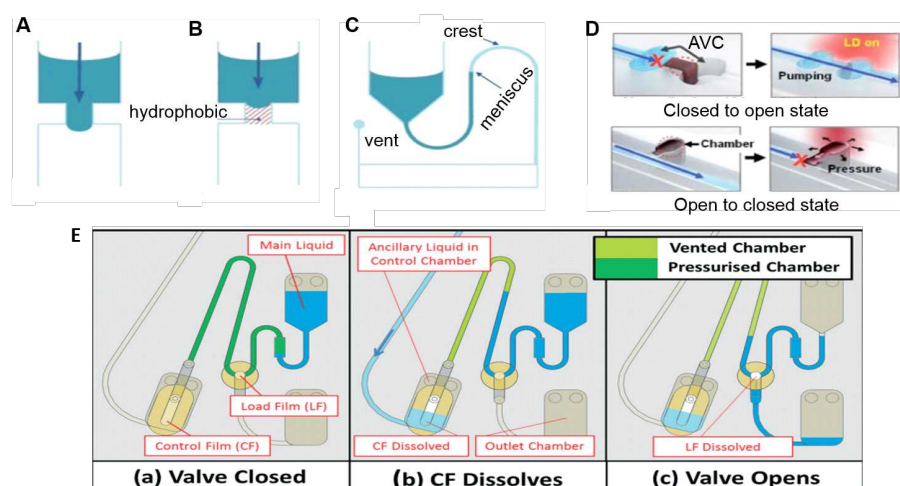 A
B
hydrophobic
C
crest
meniscus
vent
D
AVC
LD on
Pumping
Closed to open state
Chamber
Pressure
Open to closed state
E
Main Liquid
Load Film (LF)
Control Film (CF)
(a) Valve Closed
Ancillary Liquid in
Control Chamber
CF Dissolved
Outlet Chamber
(b) CF Dissolves
Vented Chamber
Pressurised Chamber
LF Dissolved
(c) Valve Opens